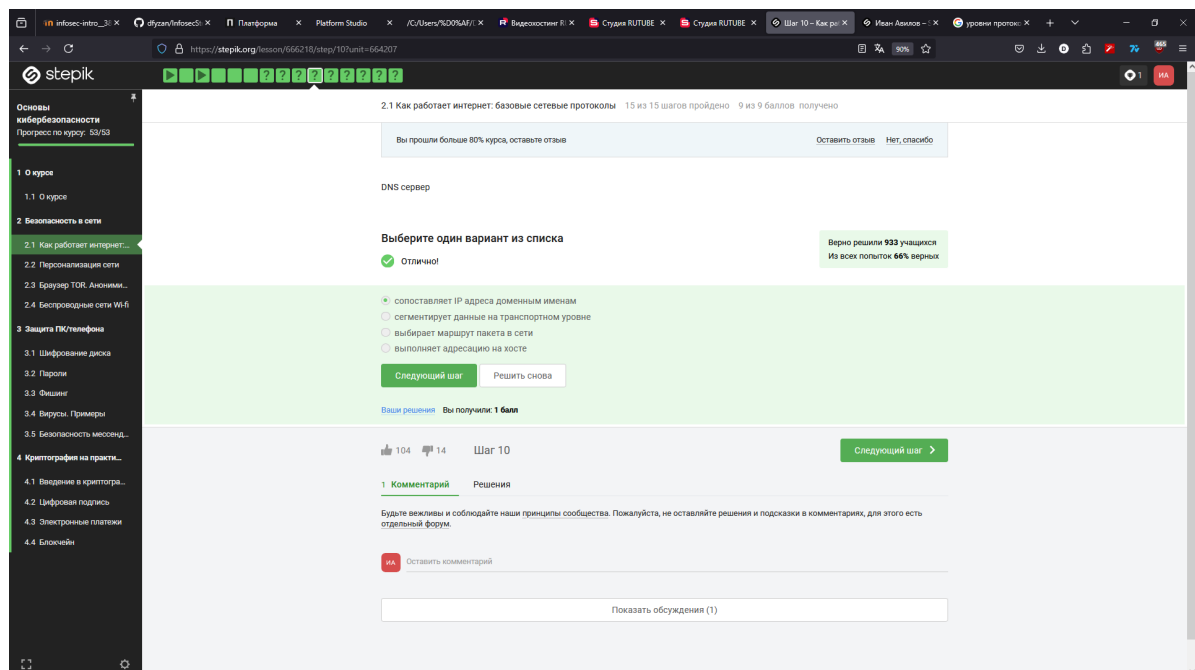 infosec-intro__3
dfyzan/InfosecSt
Платформа
Platform Studio
/C:/Users/%D0%AF/
Видеохостинг R
Студия RUTUBE
Студия RUTUBE
Шаг 10 – Как ра
Иван Авилов –
уровни протоко
https://stepik.org/lesson/666218/step/10?unit=664207
90%
465
stepik
1
ИА
Основы
кибербезопасности
Прогресс по курсу: 53/53
1 О курсе
1.1 О курсе
2 Безопасность в сети
2.1 Как работает интернет:...
2.2 Персонализация сети
2.3 Браузер TOR. Аноними...
2.4 Беспроводные сети Wi-fi
3 Защита ПК/телефона
3.1 Шифрование диска
3.2 Пароли
3.3 Фишинг
3.4 Вирусы. Примеры
3.5 Безопасность мессенд...
4 Криптография на практи...
4.1 Введение в криптогра...
4.2 Цифровая подпись
4.3 Электронные платежи
4.4 Блокчейн
2.1 Как работает интернет: базовые сетевые протоколы 15 из 15 шагов пройдено 9 из 9 баллов получено
Вы прошли больше 80% курса, оставьте отзыв
Оставить отзыв Нет, спасибо
DNS сервер
Выберите один вариант из списка
Отлично!
Верно решили 933 учащихся
Из всех попыток 66% верных
сопоставляет IP адреса доменным именам
сегментирует данные на транспортном уровне
выбирает маршрут пакета в сети
выполняет адресацию на хосте
Следующий шаг Решить снова
Ваши решения Вы получили: 1 балл
104 14 Шаг 10 Следующий шаг
1 Комментарий Решения
Будьте вежливы и соблюдайте наши принципы сообщества. Пожалуйста, не оставляйте решения и подсказки в комментариях, для этого есть
отдельный форум.
ИА Оставить комментарий
Показать обсуждения (1)